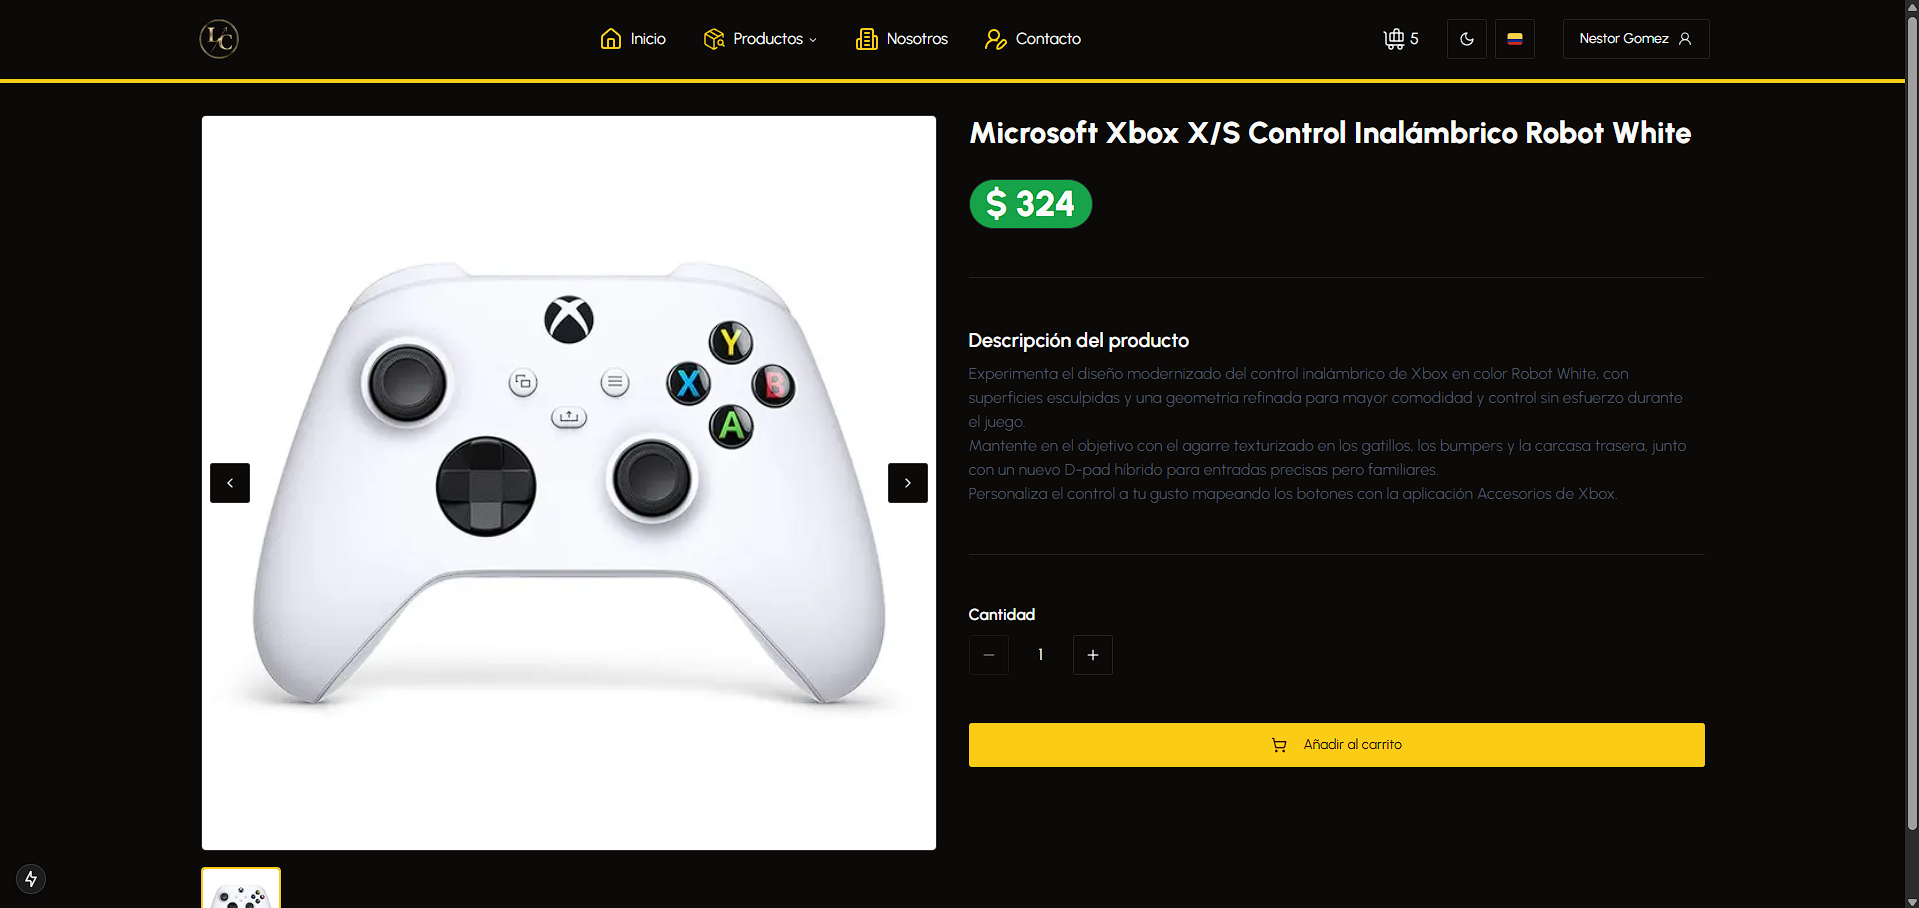 LC
Inicio
Productos
Nosotros
Contacto
5
Nestor Gomez
Microsoft Xbox X/S Control Inalámbrico Robot White
$ 324
Y
X
B
A
Descripción del producto
Experimenta el diseño modernizado del control inalámbrico de Xbox en color Robot White, con
superficies esculpidas y una geometría refinada para mayor comodidad y control sin esfuerzo durante
el juego.
Mantente en el objetivo con el agarre texturizado en los gatillos, los bumpers y la carcasa trasera, junto
con un nuevo D-pad híbrido para entradas precisas pero familiares.
Personaliza el control a tu gusto mapeando los botones con la aplicación Accesorios de Xbox.
Cantidad
1
Añadir al carrito